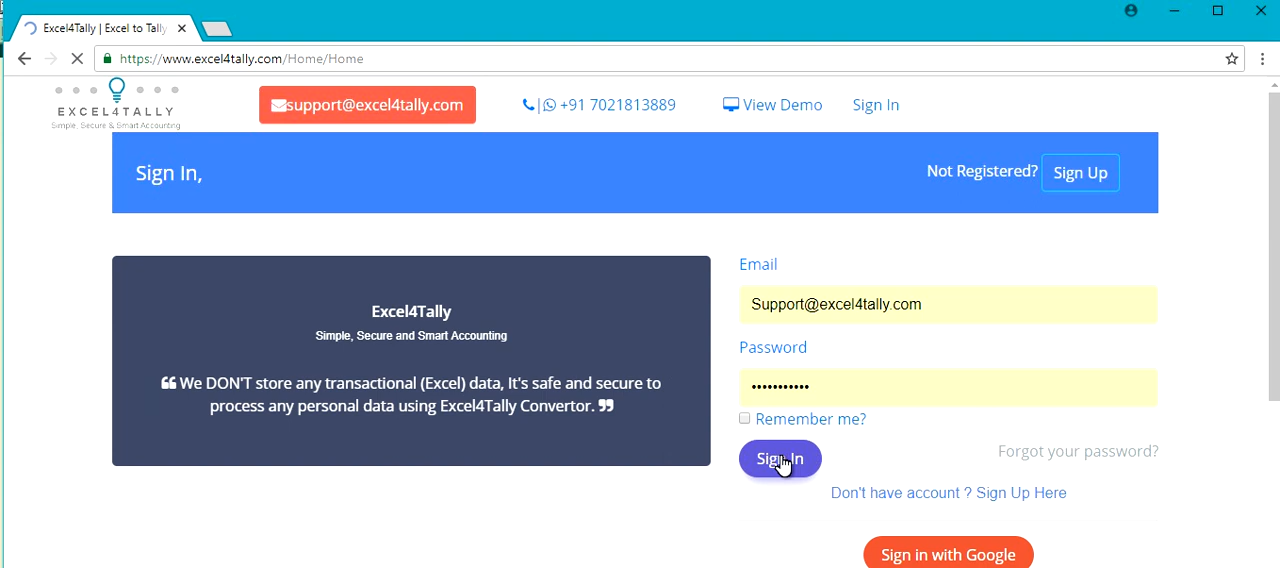 Excel4Tally | Excel to Tally
https://www.excel4tally.com/Home/Home
EXCEL4TALLY
Simple, Secure & Smart Accounting
support@excel4tally.com
| +91 7021813889
View Demo
Sign In
Sign In,
Not Registered? Sign Up
Excel4Tally
Simple, Secure and Smart Accounting
❝ We DON'T store any transactional (Excel) data, It's safe and secure to
process any personal data using Excel4Tally Convertor. ❞
Email
Support@excel4tally.com
Password
•••••••••••
Remember me?
Sign In
Forgot your password?
Don't have account ? Sign Up Here
Sign in with Google